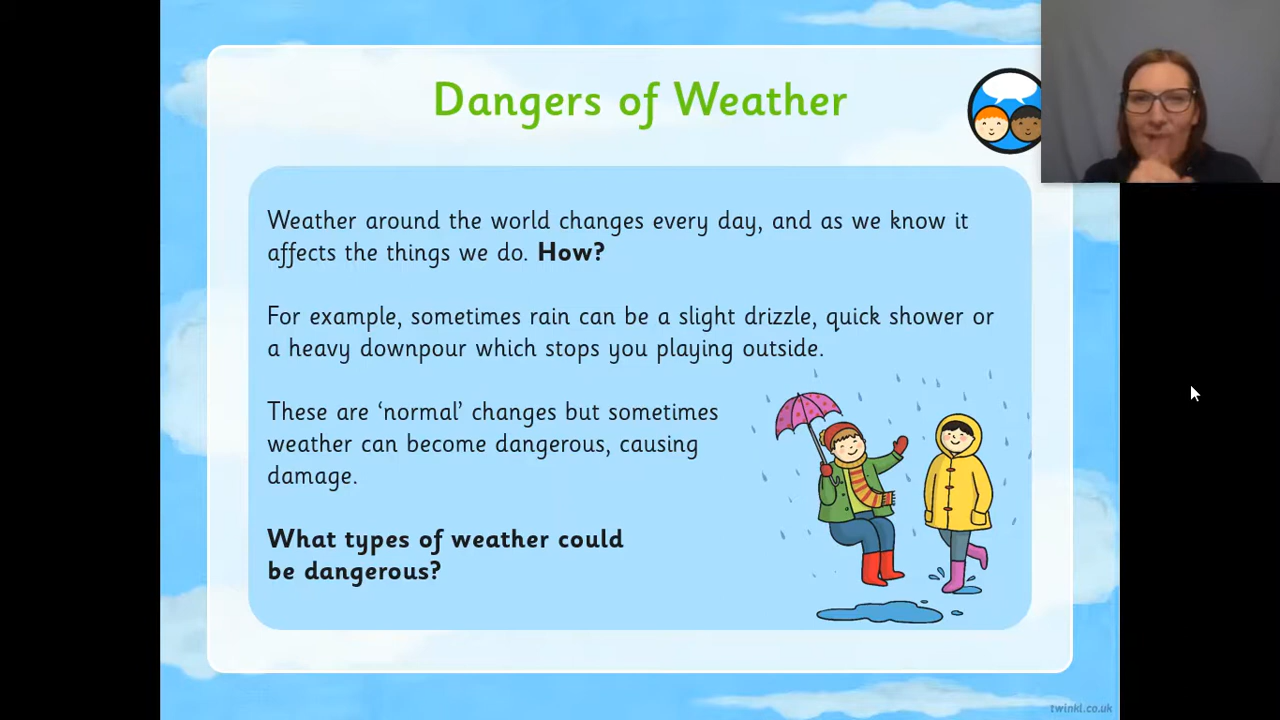 Dangers of Weather
Weather around the world changes every day, and as we know it
affects the things we do. How?
For example, sometimes rain can be a slight drizzle, quick shower or
a heavy downpour which stops you playing outside.
These are ‘normal’ changes but sometimes
weather can become dangerous, causing
damage.
What types of weather could
be dangerous?
twinkl.co.uk